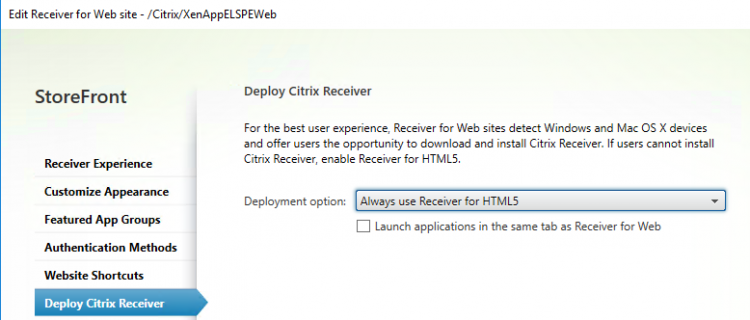 Edit Receiver for Web site - /Citrix/XenAppELSPEWeb
StoreFront
Receiver Experience
Customize Appearance
Featured App Groups
Authentication Methods
Website Shortcuts
Deploy Citrix Receiver
Deploy Citrix Receiver
For the best user experience, Receiver for Web sites detect Windows and Mac OS X devices
and offer users the opportunity to download and install Citrix Receiver. If users cannot install
Citrix Receiver, enable Receiver for HTML5.
Deployment option: Always use Receiver for HTML5
Launch applications in the same tab as Receiver for Web